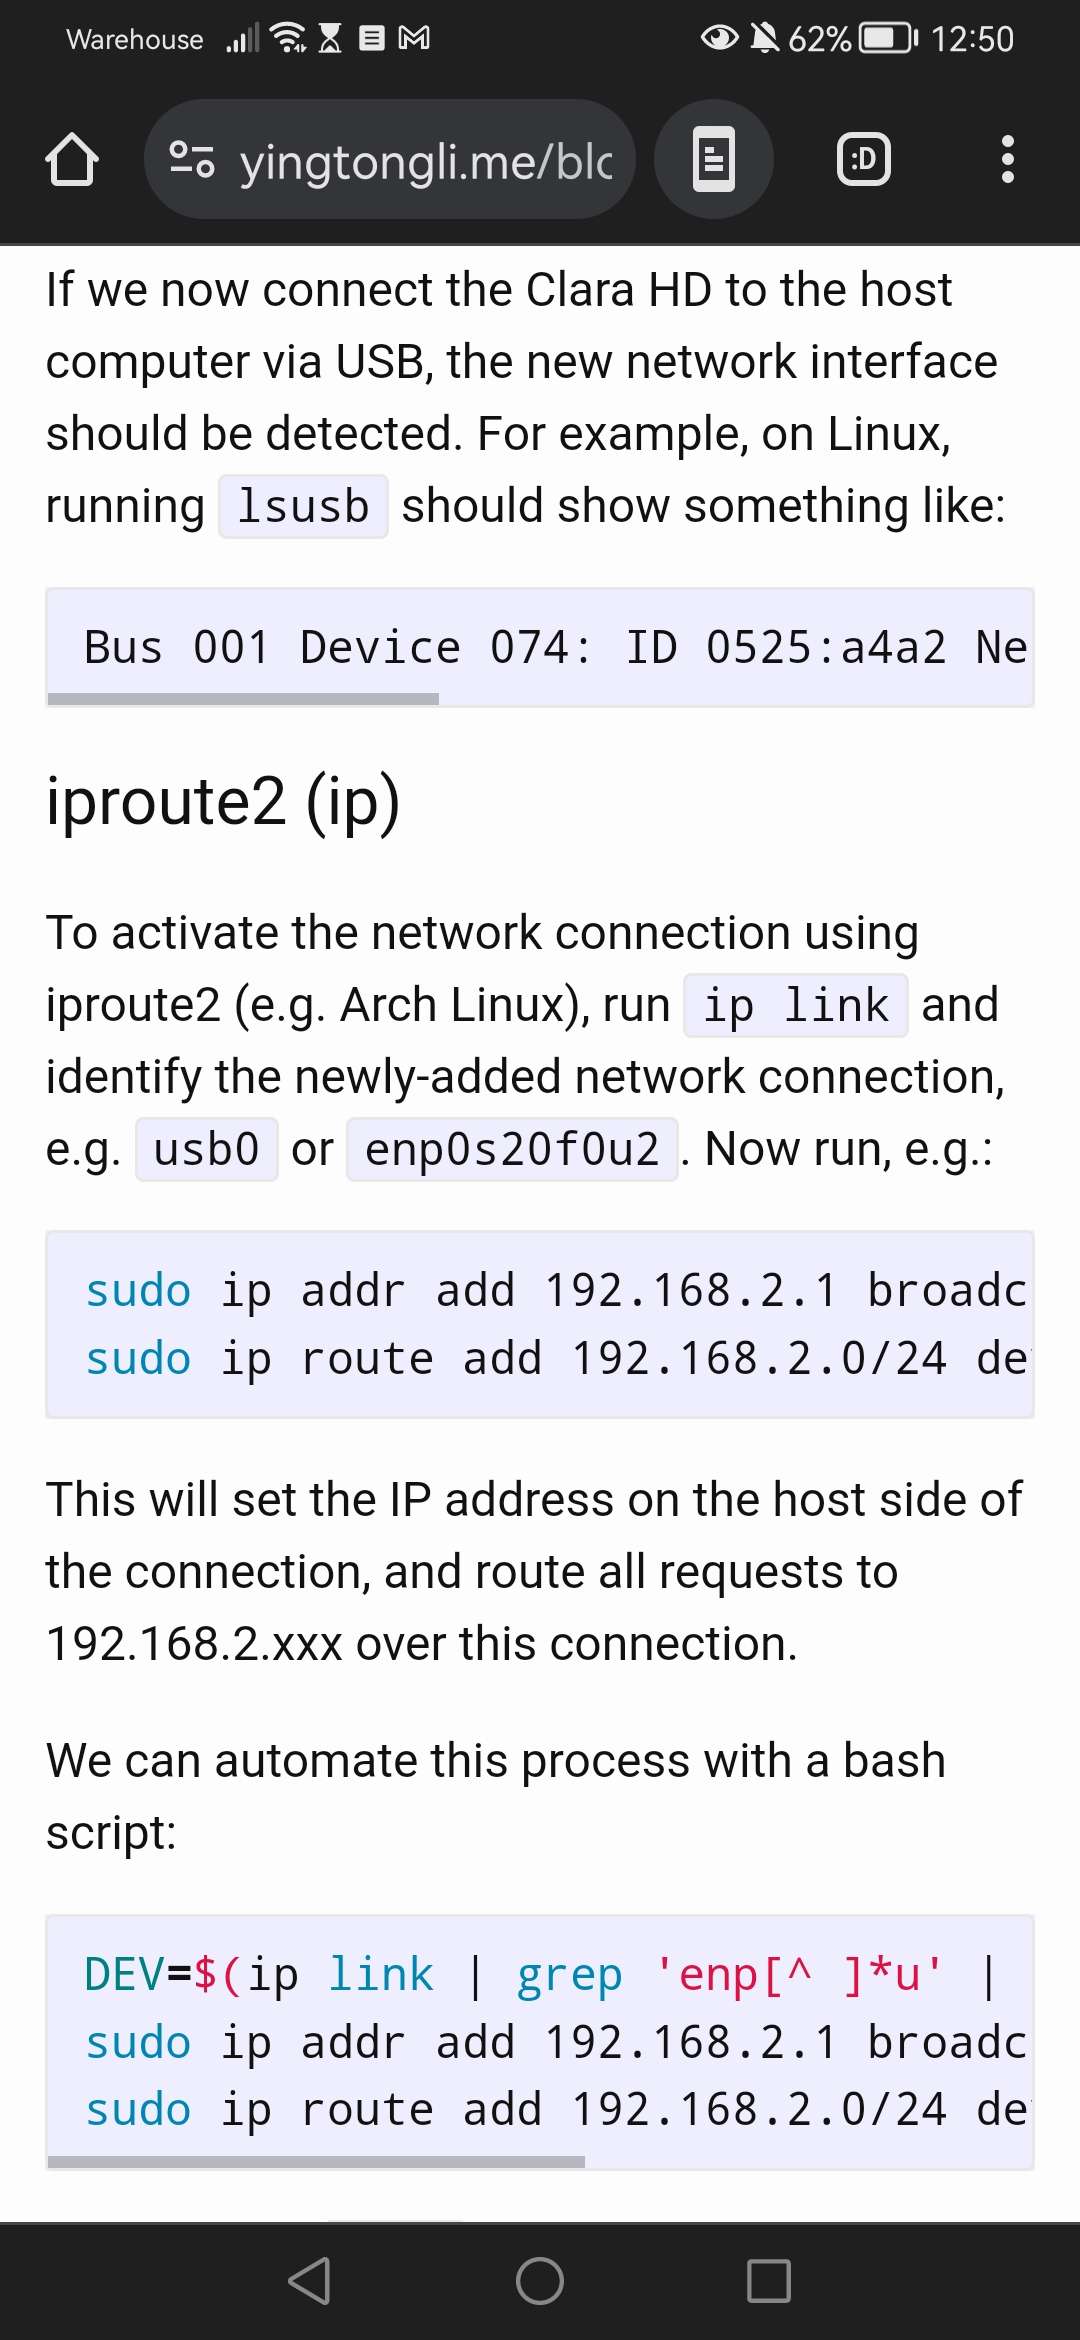 Warehouse 62% 12:50
yingtongli.me/blo :D
If we now connect the Clara HD to the host
computer via USB, the new network interface
should be detected. For example, on Linux,
running lsusb should show something like:
Bus 001 Device 074: ID 0525:a4a2 Ne
iproute2 (ip)
To activate the network connection using
iproute2 (e.g. Arch Linux), run ip link and
identify the newly-added network connection,
e.g. usb0 or enp0s20f0u2. Now run, e.g.:
sudo ip addr add 192.168.2.1 broadc
sudo ip route add 192.168.2.0/24 de
This will set the IP address on the host side of
the connection, and route all requests to
192.168.2.xxx over this connection.
We can automate this process with a bash
script:
DEV=$(ip link | grep 'enp[^ ]*u' |
sudo ip addr add 192.168.2.1 broadc
sudo ip route add 192.168.2.0/24 de